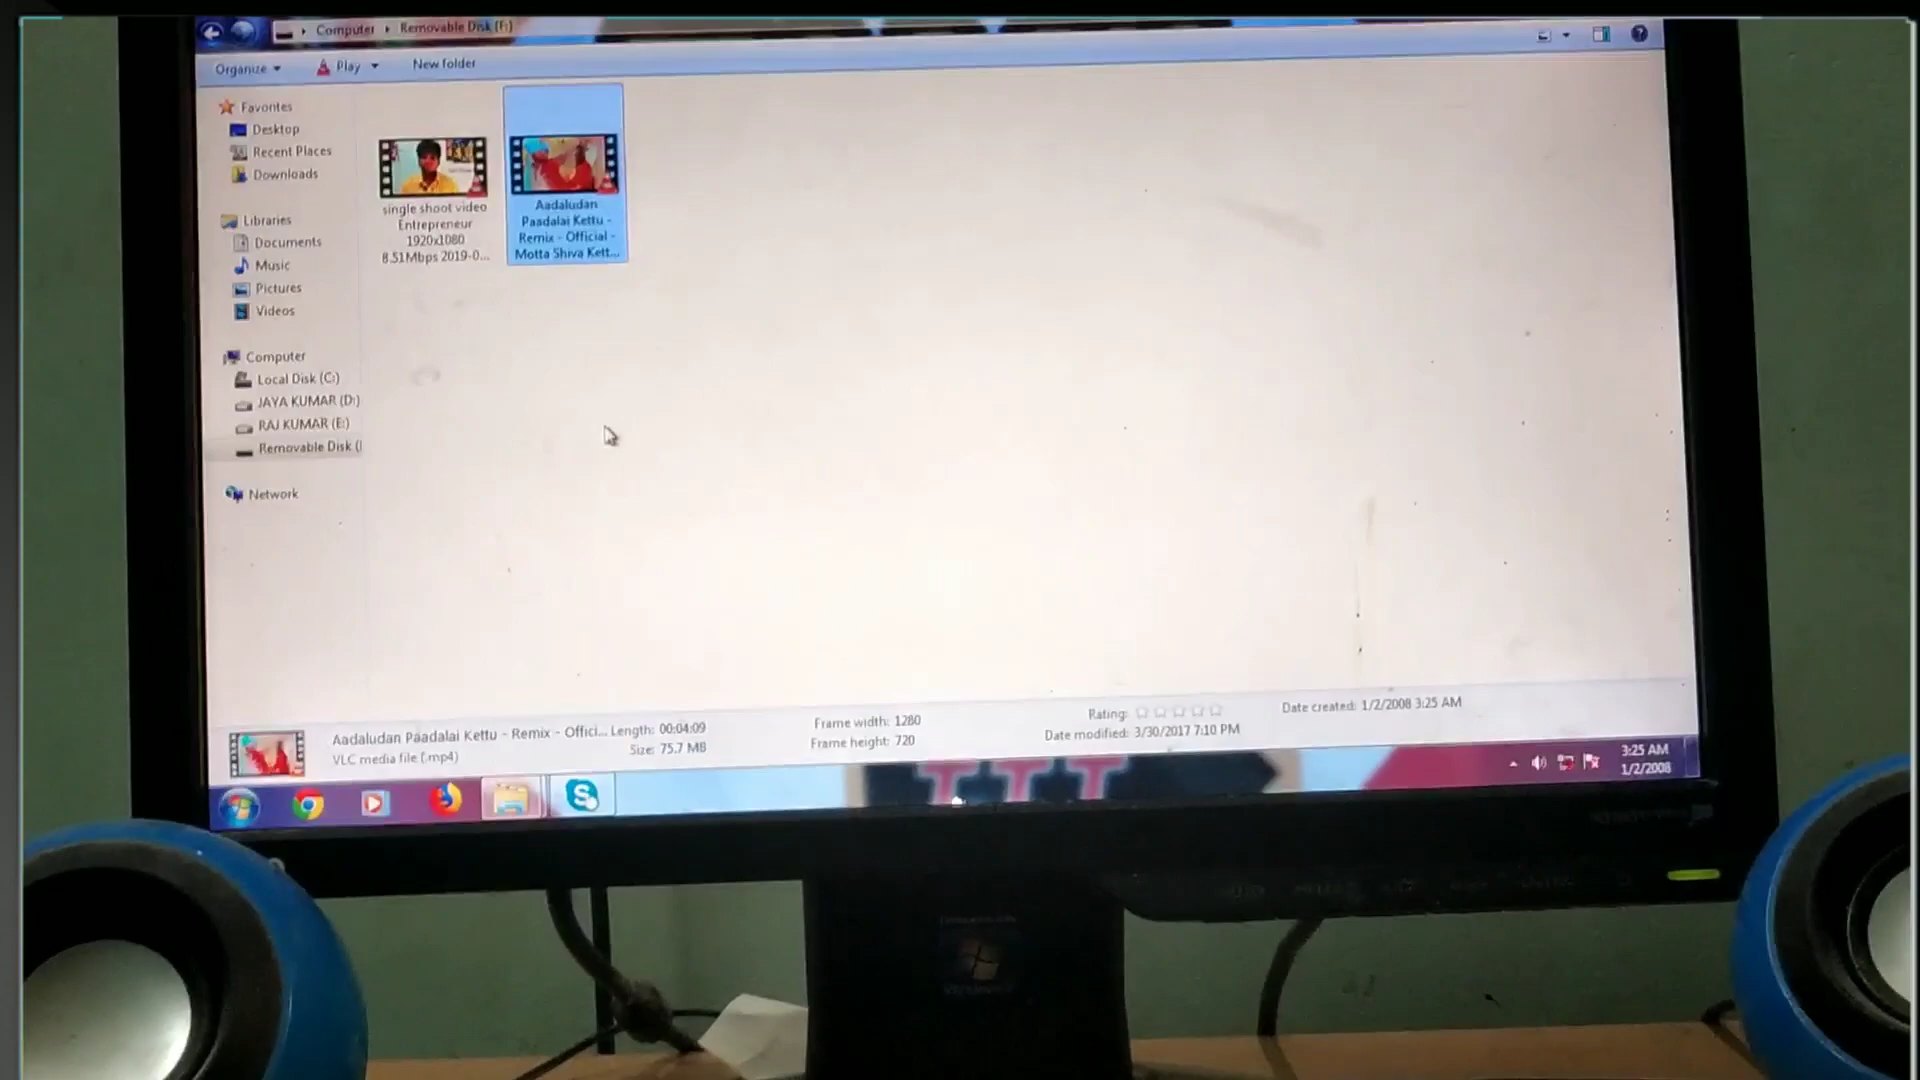 Computer
Removable Disk (F:)
Organize
Play
New folder
Favorites
Desktop
Recent Places
Downloads
Libraries
Documents
Music
Pictures
Videos
Computer
Local Disk (C:)
JAYA KUMAR (D:)
RAJ KUMAR (E:)
Removable Disk (
Network
single shoot video
Entrepreneur
1920x1080
8.51Mbps 2019-0...
Aadaludan
Paadalai Kettu -
Remix - Official -
Motta Shiva Kett...
Aadaludan Paadalai Kettu - Remix - Offici...
VLC media file (.mp4)
Length: 00:04:09
Size: 75.7 MB
Frame width: 1280
Frame height: 720
Rating:
Date modified: 3/30/2017 7:10 PM
Date created: 1/2/2008 3:25 AM
3:25 AM
1/2/2008